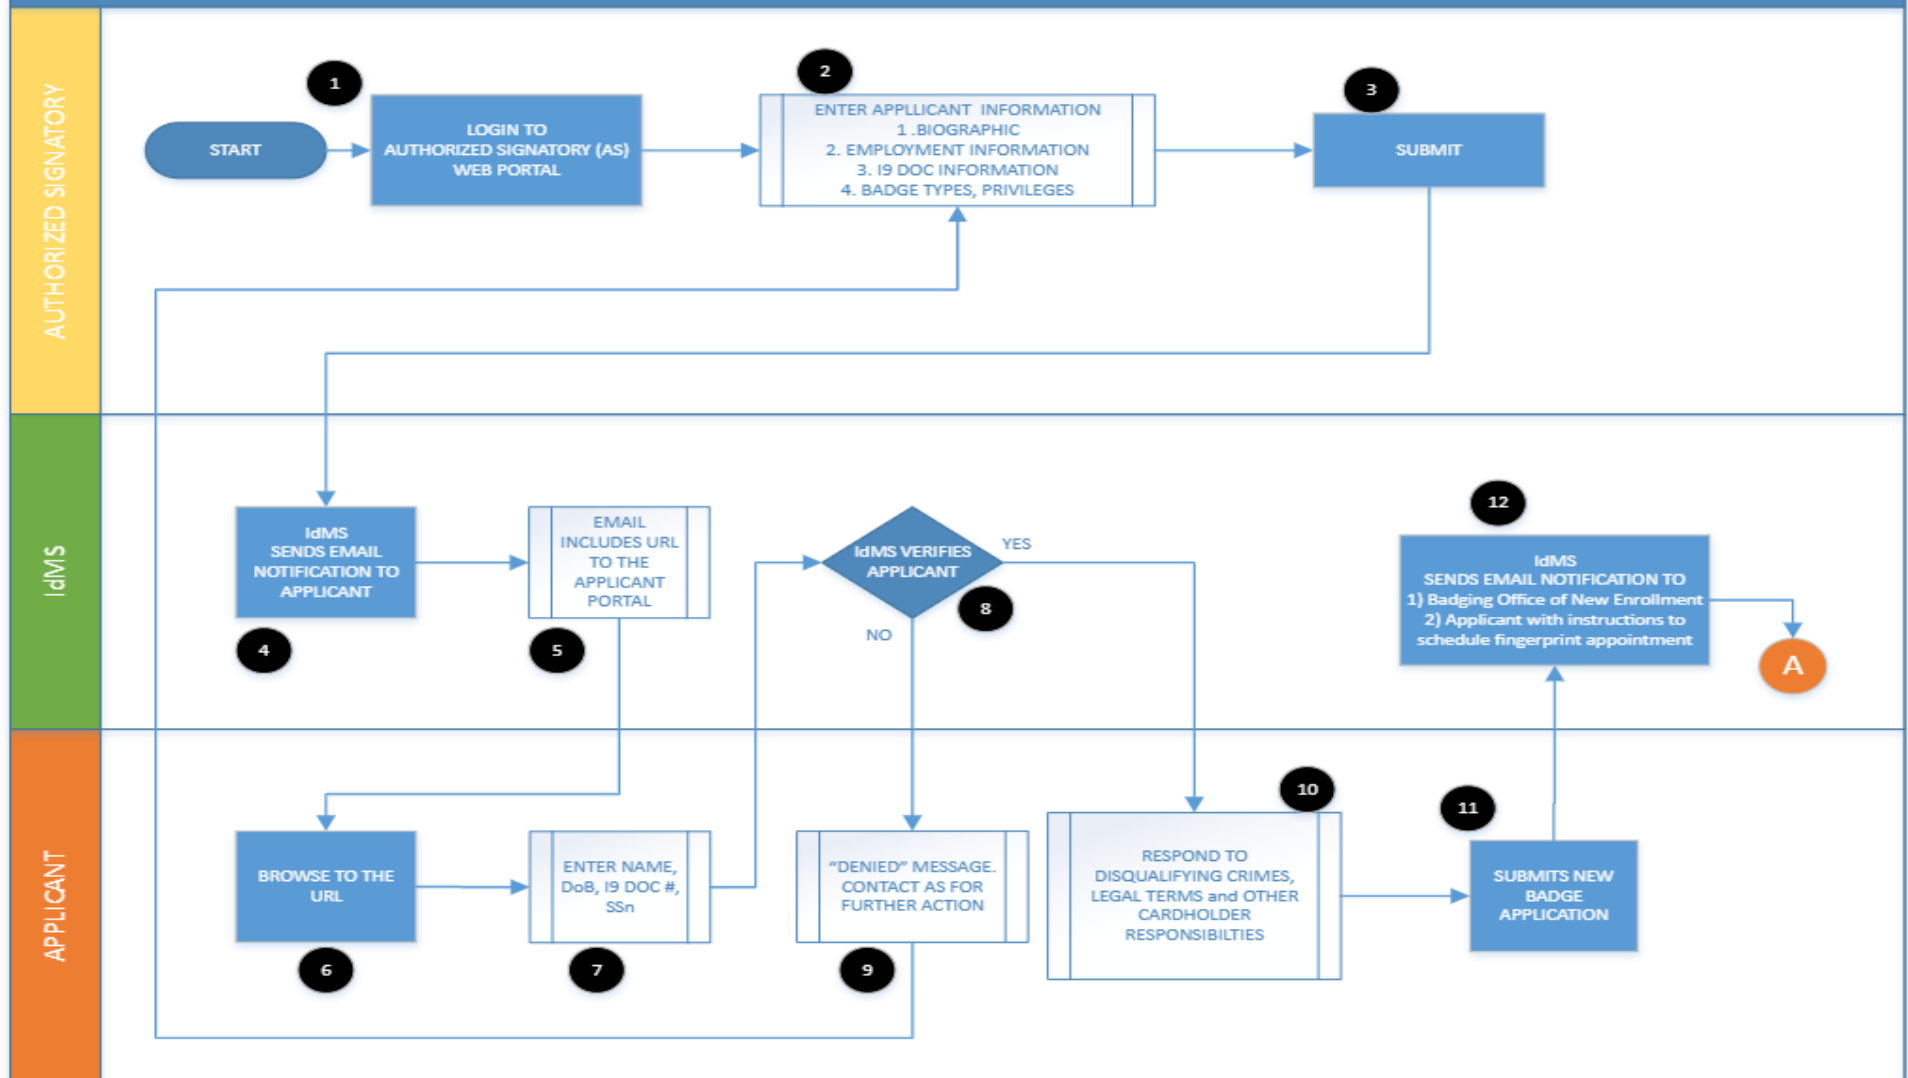 AUTHORIZED SIGNATORY
1
2
3
START
LOGIN TO
AUTHORIZED SIGNATORY (AS)
WEB PORTAL
ENTER APPLLICANT INFORMATION
1 .BIOGRAPHIC
2. EMPLOYMENT INFORMATION
3. I9 DOC INFORMATION
4. BADGE TYPES, PRIVILEGES
SUBMIT
IdMS
IdMS
SENDS EMAIL
NOTIFICATION TO
APPLICANT
4
EMAIL
INCLUDES URL
TO THE
APPLICANT
PORTAL
5
IdMS VERIFIES
APPLICANT
YES
NO
8
12
IdMS
SENDS EMAIL NOTIFICATION TO
1) Badging Office of New Enrollment
2) Applicant with instructions to
schedule fingerprint appointment
A
APPLICANT
BROWSE TO THE
URL
6
ENTER NAME,
DoB, I9 DOC #,
SSn
7
“DENIED” MESSAGE.
CONTACT AS FOR
FURTHER ACTION
9
10
RESPOND TO
DISQUALIFYING CRIMES,
LEGAL TERMS and OTHER
CARDHOLDER
RESPONSIBILTIES
11
SUBMITS NEW
BADGE
APPLICATION